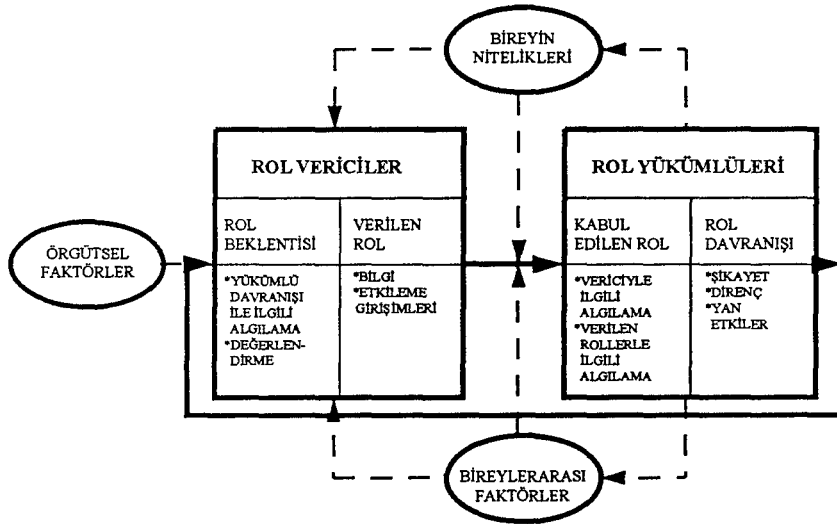 BİREYİN
NİTELİKLERİ
ROL VERİCİLER
ROL YÜKÜMLÜLERİ
ÖRGÜTSEL
FAKTÖRLER
ROL
BEKLENTİSİ
VERİLEN
ROL
KABUL
EDİLEN ROL
ROL
DAVRANIŞI
*YÜKÜMLÜ
DAVRANIŞI
İLE İLGİLİ
ALGILAMA
*DEĞERLEN-
DİRME
*BİLGİ
*ETKİLEME
GİRİŞİMLERİ
*VERİCİYLE
İLGİLİ
ALGILAMA
*VERİLEN
ROLLERLE
İLGİLİ
ALGILAMA
*ŞİKAYET
*DİRENÇ
*YAN
ETKİLER
BİREYLERARASI
FAKTÖRLER